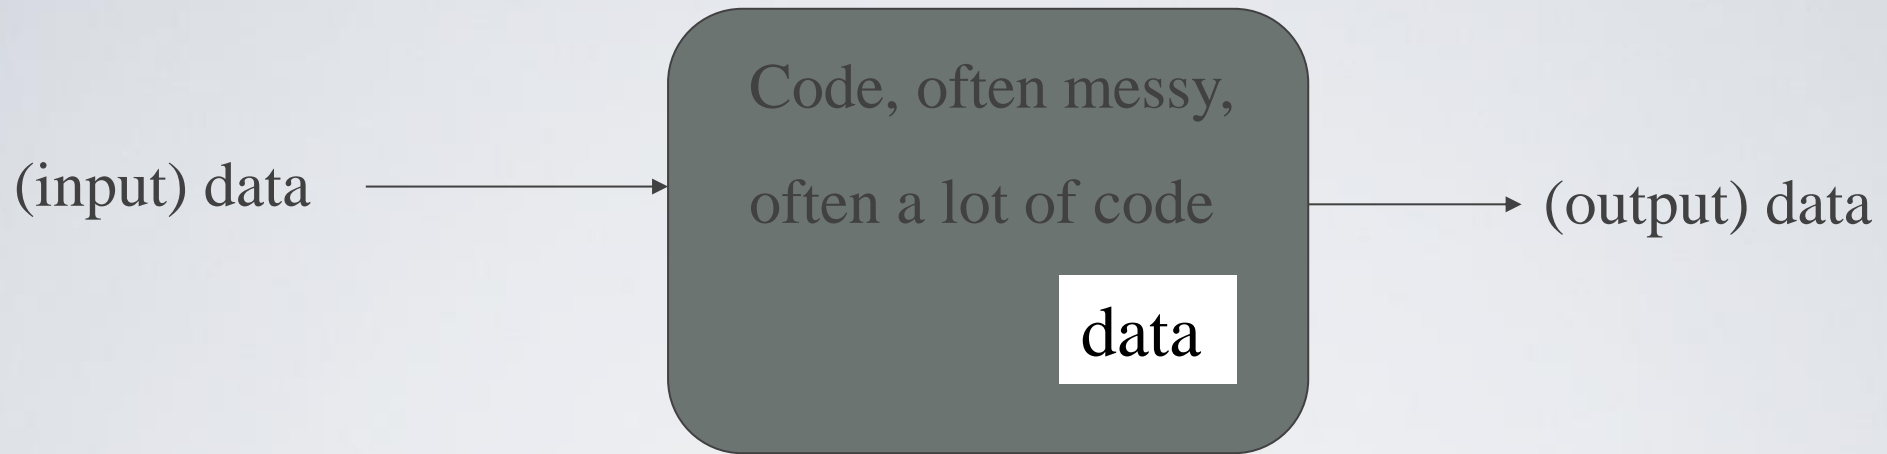 (input) data
Code, often messy,
often a lot of code
data
(output) data